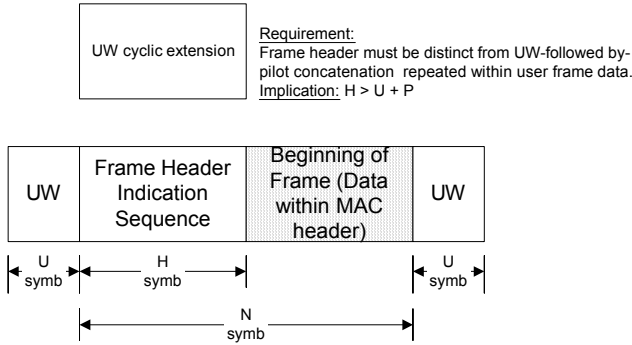 UW cyclic extension
Requirement:
Frame header must be distinct from UW-followed by-
pilot concatenation repeated within user frame data.
Implication: H > U + P
UW
Frame Header
Indication
Sequence
Beginning of
Frame (Data
within MAC
header)
UW
U
symb
H
symb
U
symb
N
symb